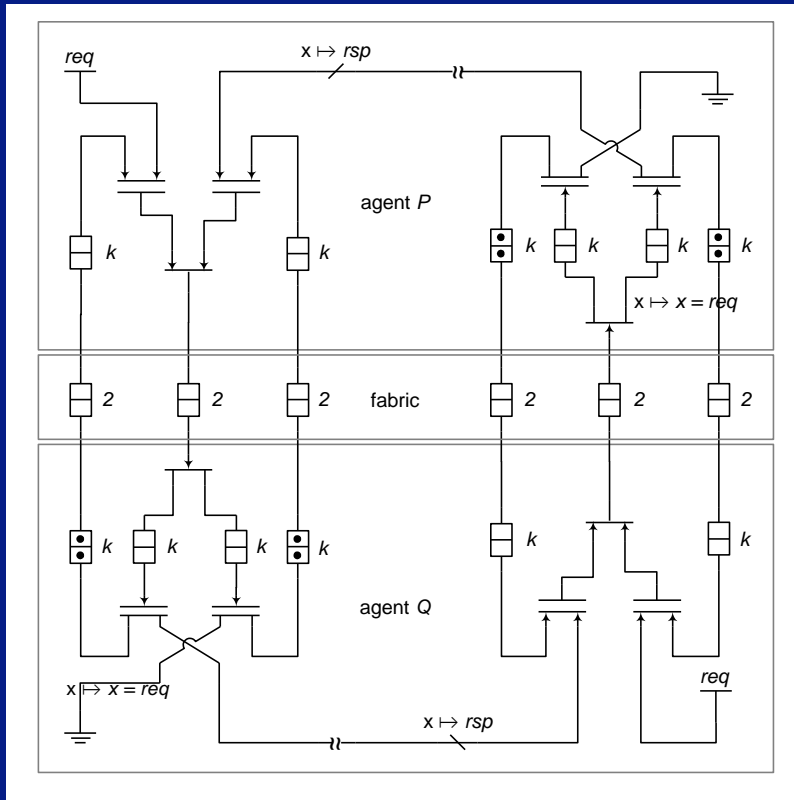 x ↦ rsp
req
agent P
k
k
k
k
k
k
x ↦ x = req
2
2
2
fabric
2
2
2
k
k
k
k
k
k
agent Q
x ↦ x = req
req
x ↦ rsp